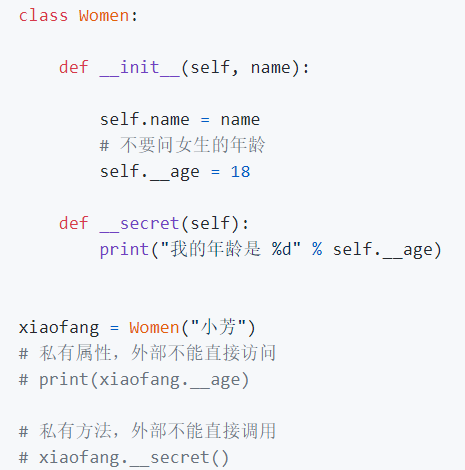 class Women:
def __init__(self, name):
self.name = name
# 不要问女生的年龄
self.__age = 18
def __secret(self):
print("我的年龄是 %d" % self.__age)
xiaofang = Women("小芳")
# 私有属性，外部不能直接访问
# print(xiaofang.__age)
# 私有方法，外部不能直接调用
# xiaofang.__secret()